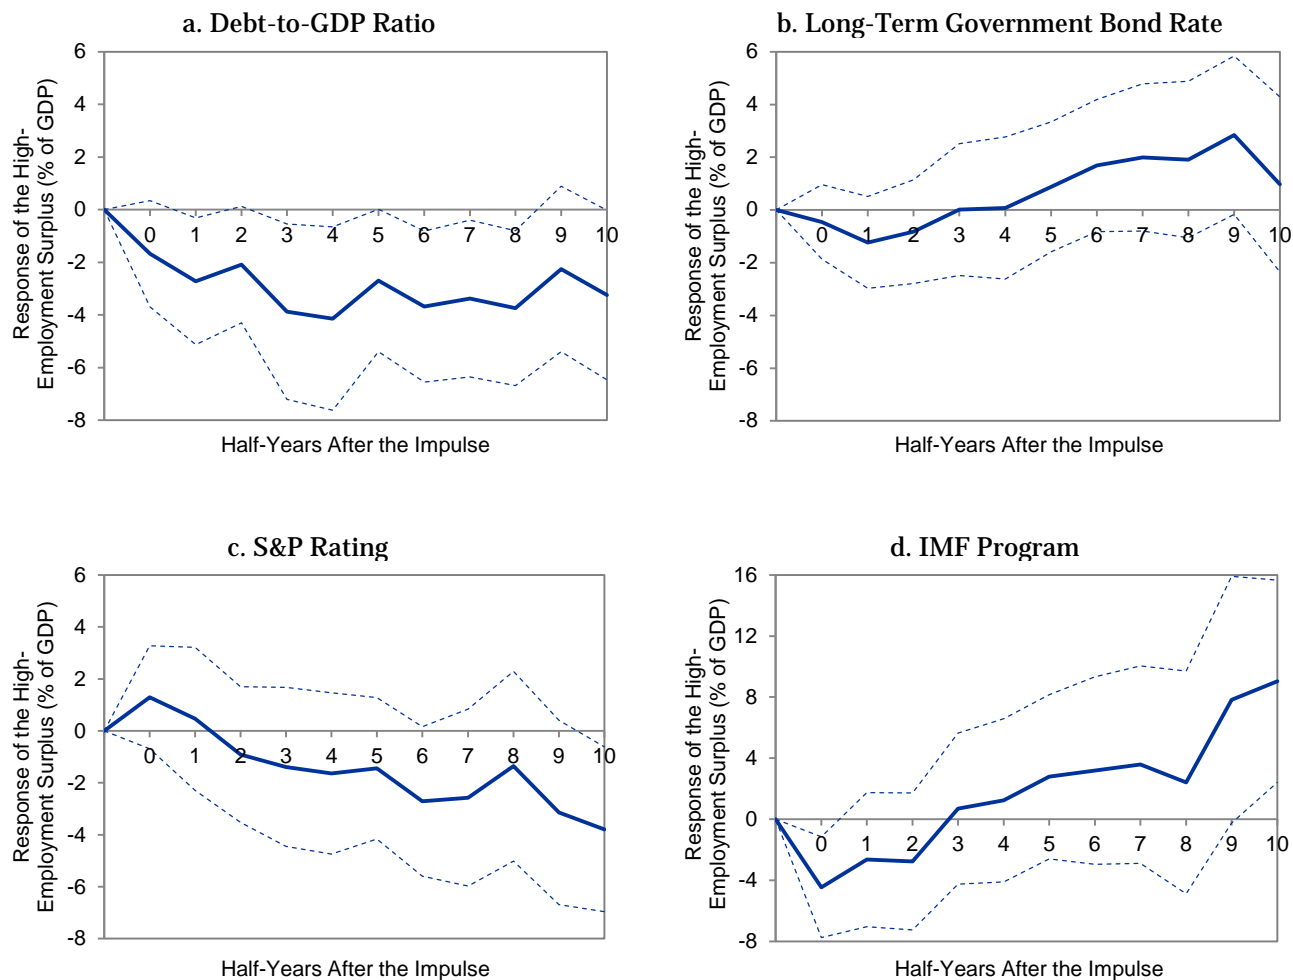 a. Debt-to-GDP Ratio
Response of the High-
Employment Surplus (% of GDP)
6
4
2
0
-2
-4
-6
-8
0 1 2 3 4 5 6 7 8 9 10
Half-Years After the Impulse
b. Long-Term Government Bond Rate
Response of the High-
Employment Surplus (% of GDP)
6
4
2
0
-2
-4
-6
-8
0 1 2 3 4 5 6 7 8 9 10
Half-Years After the Impulse
c. S&P Rating
Response of the High-
Employment Surplus (% of GDP)
6
4
2
0
-2
-4
-6
-8
0 1 2 3 4 5 6 7 8 9 10
Half-Years After the Impulse
d. IMF Program
Response of the High-
Employment Surplus (% of GDP)
16
12
8
4
0
-4
-8
0 1 2 3 4 5 6 7 8 9 10
Half-Years After the Impulse